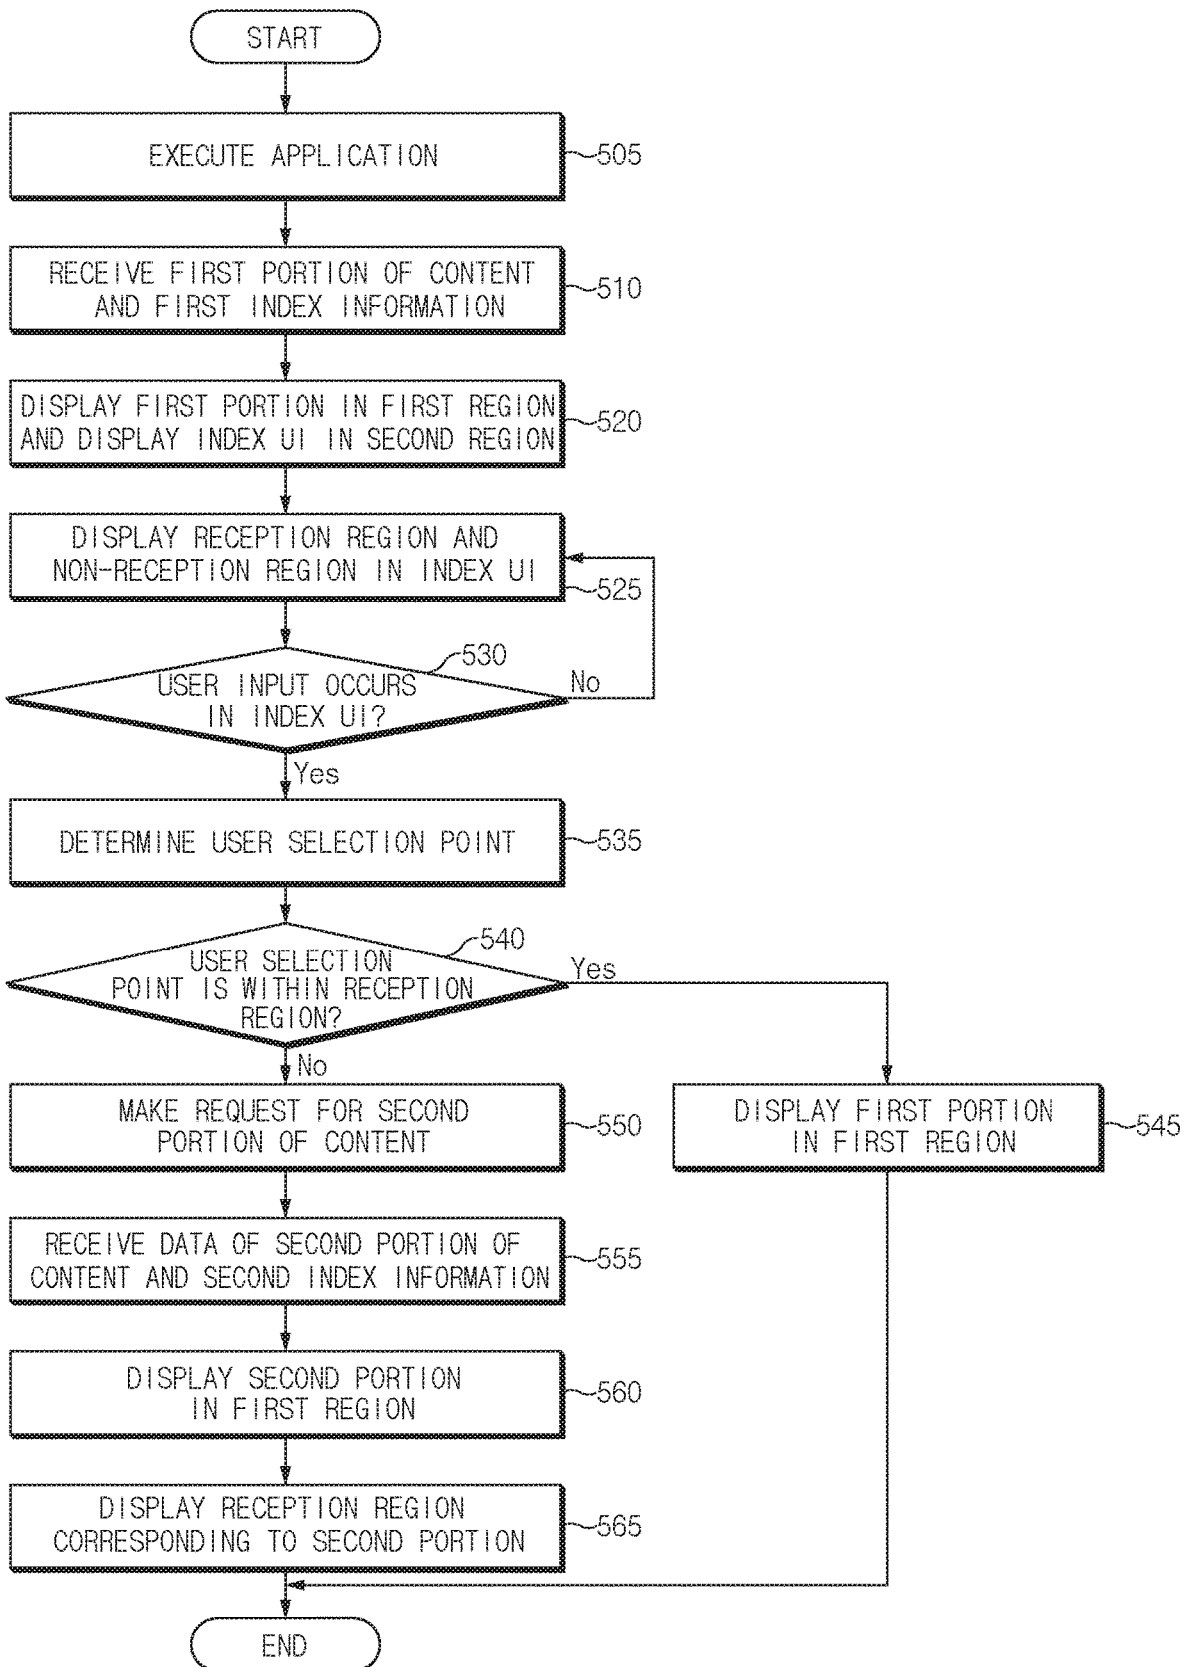 START
EXECUTE APPLICATION
505
RECEIVE FIRST PORTION OF CONTENT
AND FIRST INDEX INFORMATION
510
DISPLAY FIRST PORTION IN FIRST REGION
AND DISPLAY INDEX UI IN SECOND REGION
520
DISPLAY RECEPTION REGION AND
NON-RECEPTION REGION IN INDEX UI
525
530
USER INPUT OCCURS
IN INDEX UI?
No
Yes
DETERMINE USER SELECTION POINT
535
540
USER SELECTION
POINT IS WITHIN RECEPTION
REGION?
Yes
No
MAKE REQUEST FOR SECOND
PORTION OF CONTENT
550
DISPLAY FIRST PORTION
IN FIRST REGION
545
RECEIVE DATA OF SECOND PORTION OF
CONTENT AND SECOND INDEX INFORMATION
555
DISPLAY SECOND PORTION
IN FIRST REGION
560
DISPLAY RECEPTION REGION
CORRESPONDING TO SECOND PORTION
565
END